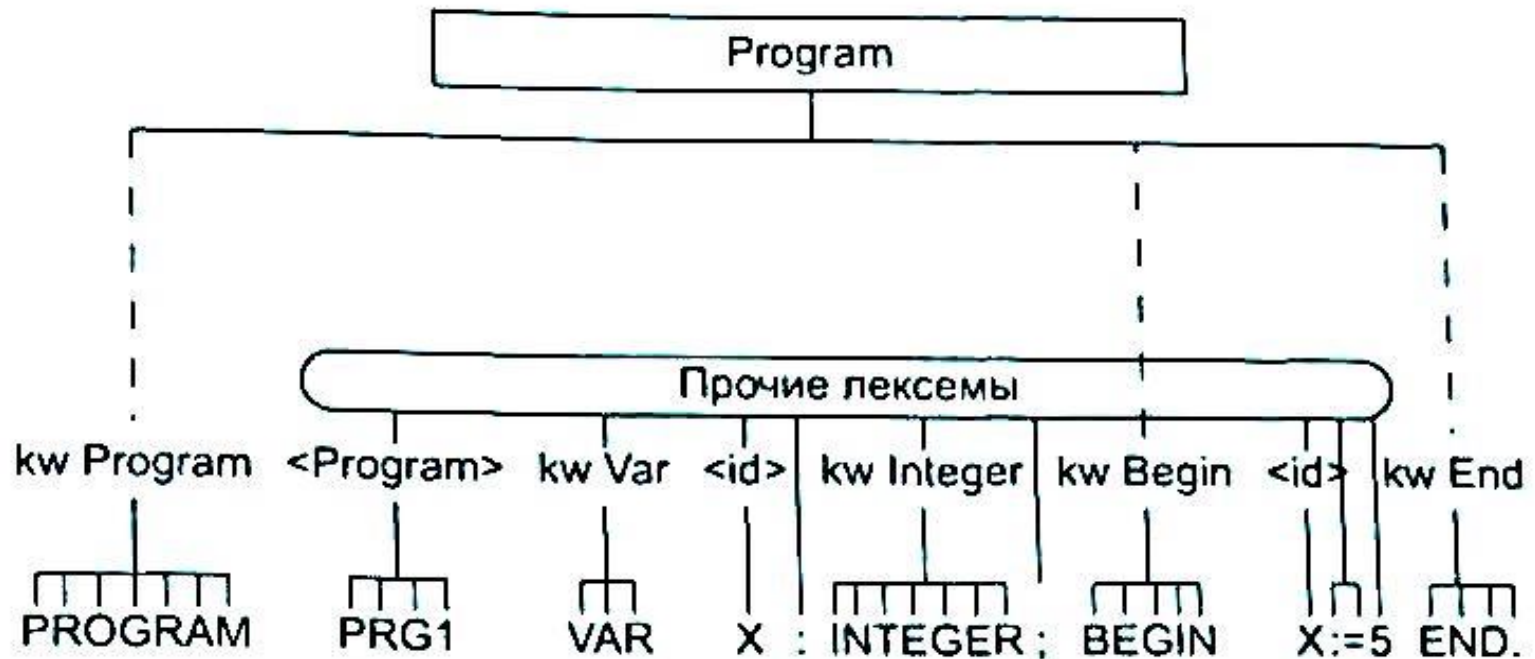 Program
Прочие лексемы
kw Program <Program> kw Var <id> kw Integer kw Begin <id> kw End
PROGRAM PRG1 VAR X : INTEGER ; BEGIN X:=5 END.